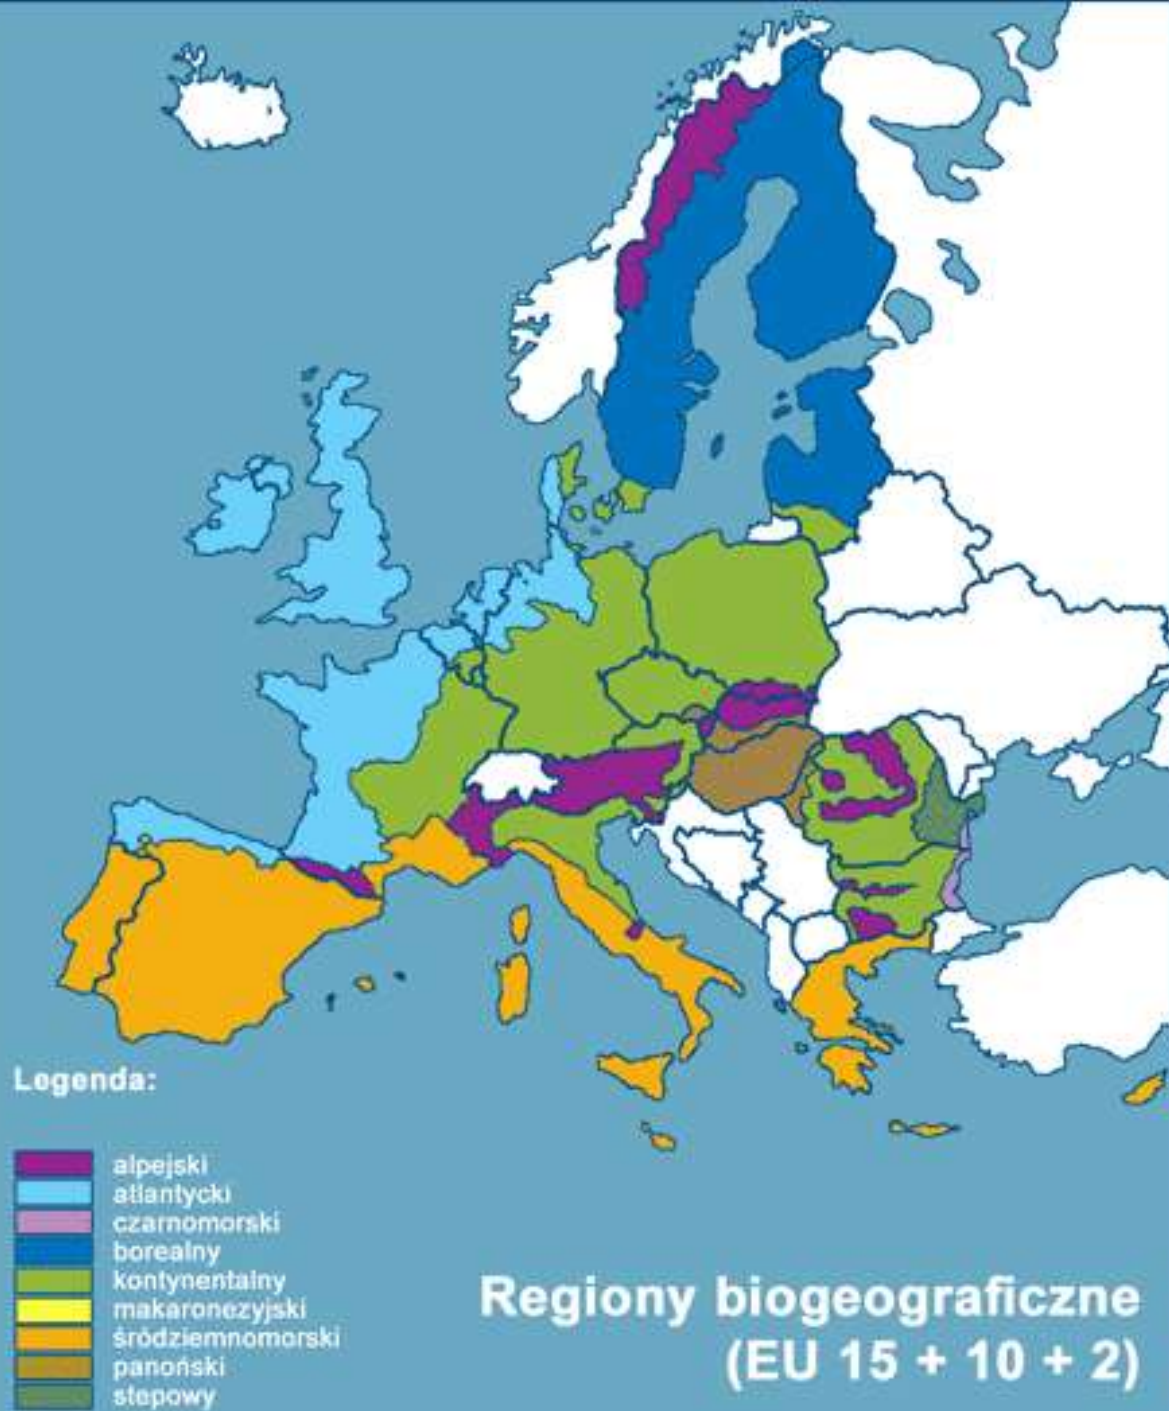 Legenda:
alpejski
atlantycki
czarnomorski
borealny
kontynentalny
makaronezyjski
śródziemnomorski
panoński
stepowy
Regiony biogeograficzne
(EU 15 + 10 + 2)